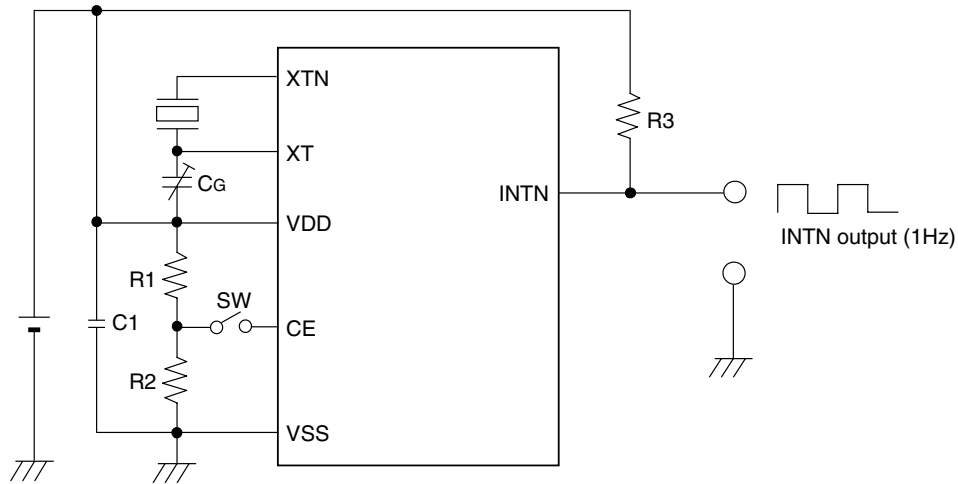 XTN
XT
CG
VDD
R1
SW
CE
C1
R2
VSS
INTN
R3
INTN output (1Hz)